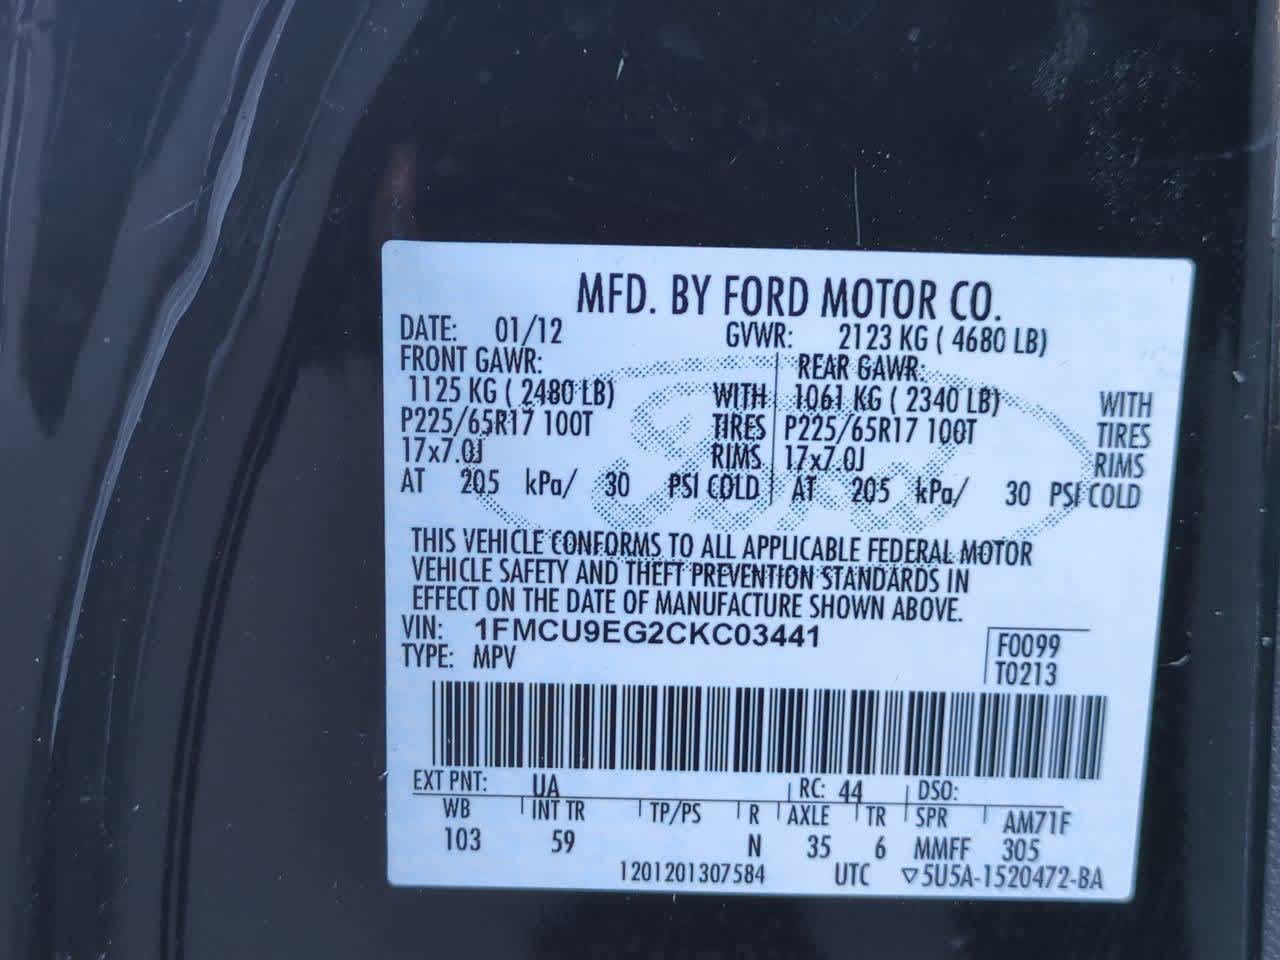 MFD. BY FORD MOTOR CO.
DATE: 01/12 GVWR: 2123 KG ( 4680 LB)
FRONT GAWR: REAR GAWR:
1125 KG ( 2480 LB) WITH 1061 KG ( 2340 LB) WITH
P225/65R17 100T TIRES P225/65R17 100T TIRES
17x7.0J RIMS 17x7.0J RIMS
AT 205 kPa/ 30 PSI COLD AT 205 kPa/ 30 PSI COLD
THIS VEHICLE CONFORMS TO ALL APPLICABLE FEDERAL MOTOR
VEHICLE SAFETY AND THEFT PREVENTION STANDARDS IN
EFFECT ON THE DATE OF MANUFACTURE SHOWN ABOVE.
VIN: 1FMCU9EG2CKC03441 F0099
TYPE: MPV T0213
EXT PNT: UA RC: 44 DSO:
WB INT TR TP/PS R AXLE TR SPR AM71F
103 59 N 35 6 MMFF 305
1201201307584 UTC ▽5U5A-1520472-BA
Ford